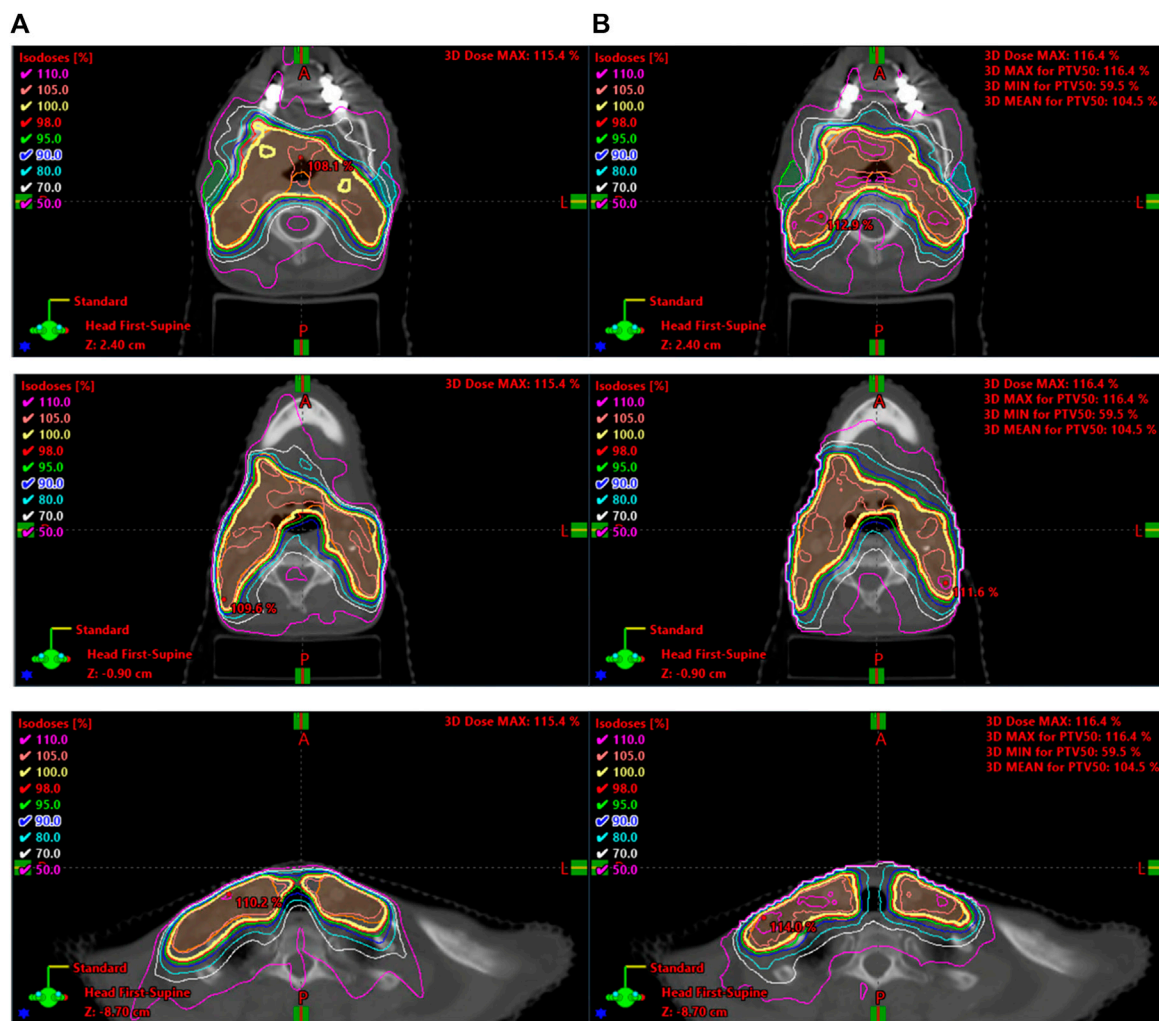 A
B
Isodoses [%]
✔ 110.0
✔ 105.0
✔ 100.0
✔ 98.0
✔ 95.0
✔ 90.0
✔ 80.0
✔ 70.0
✔ 50.0
3D Dose MAX: 115.4 %
A
108.1 %
L
P
Standard
Head First-Supine
Z: 2.40 cm
Isodoses [%]
✔ 110.0
✔ 105.0
✔ 100.0
✔ 98.0
✔ 95.0
✔ 90.0
✔ 80.0
✔ 70.0
✔ 50.0
3D Dose MAX: 116.4 %
3D MAX for PTV50: 116.4 %
3D MIN for PTV50: 59.5 %
3D MEAN for PTV50: 104.5 %
A
112.9 %
L
P
Standard
Head First-Supine
Z: 2.40 cm
Isodoses [%]
✔ 110.0
✔ 105.0
✔ 100.0
✔ 98.0
✔ 95.0
✔ 90.0
✔ 80.0
✔ 70.0
✔ 50.0
3D Dose MAX: 115.4 %
A
L
109.6 %
P
Standard
Head First-Supine
Z: -0.90 cm
Isodoses [%]
✔ 110.0
✔ 105.0
✔ 100.0
✔ 98.0
✔ 95.0
✔ 90.0
✔ 80.0
✔ 70.0
✔ 50.0
3D Dose MAX: 116.4 %
3D MAX for PTV50: 116.4 %
3D MIN for PTV50: 59.5 %
3D MEAN for PTV50: 104.5 %
A
L
111.6 %
P
Standard
Head First-Supine
Z: -0.90 cm
Isodoses [%]
✔ 110.0
✔ 105.0
✔ 100.0
✔ 98.0
✔ 95.0
✔ 90.0
✔ 80.0
✔ 70.0
✔ 50.0
3D Dose MAX: 115.4 %
A
L
110.2 %
P
Standard
Head First-Supine
Z: -8.70 cm
Isodoses [%]
✔ 110.0
✔ 105.0
✔ 100.0
✔ 98.0
✔ 95.0
✔ 90.0
✔ 80.0
✔ 70.0
✔ 50.0
3D Dose MAX: 116.4 %
3D MAX for PTV50: 116.4 %
3D MIN for PTV50: 59.5 %
3D MEAN for PTV50: 104.5 %
A
L
114.0 %
P
Standard
Head First-Supine
Z: -8.70 cm